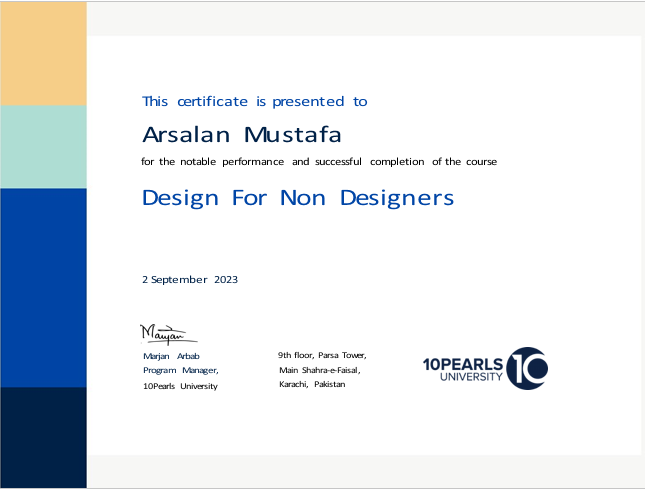 This certificate is presented to
Arsalan Mustafa
for the notable performance and successful completion of the course
Design For Non Designers
2 September 2023
Marjan
Marjan Arbab
Program Manager,
10Pearls University
9th floor, Parsa Tower,
Main Shahra-e-Faisal,
Karachi, Pakistan
10PEARLS
UNIVERSITY
10